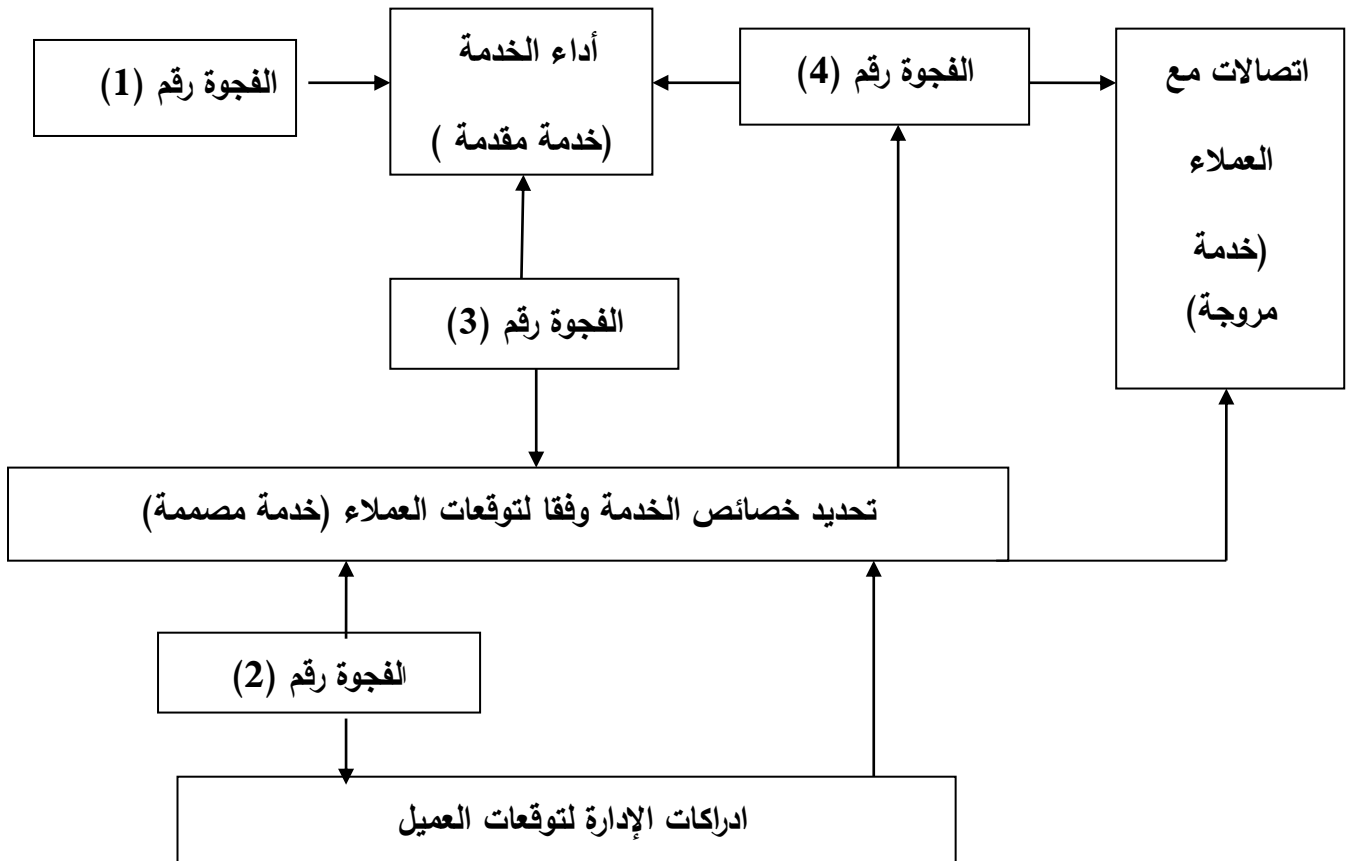 أداء الخدمة
(خدمة مقدمة )
الفجوة رقم (1)
الفجوة رقم (4)
اتصالات مع
العملاء
(خدمة
مروجة)
الفجوة رقم (3)
تحديد خصائص الخدمة وفقا لتوقعات العملاء (خدمة مصممة)
الفجوة رقم (2)
ادراكات الإدارة لتوقعات العميل